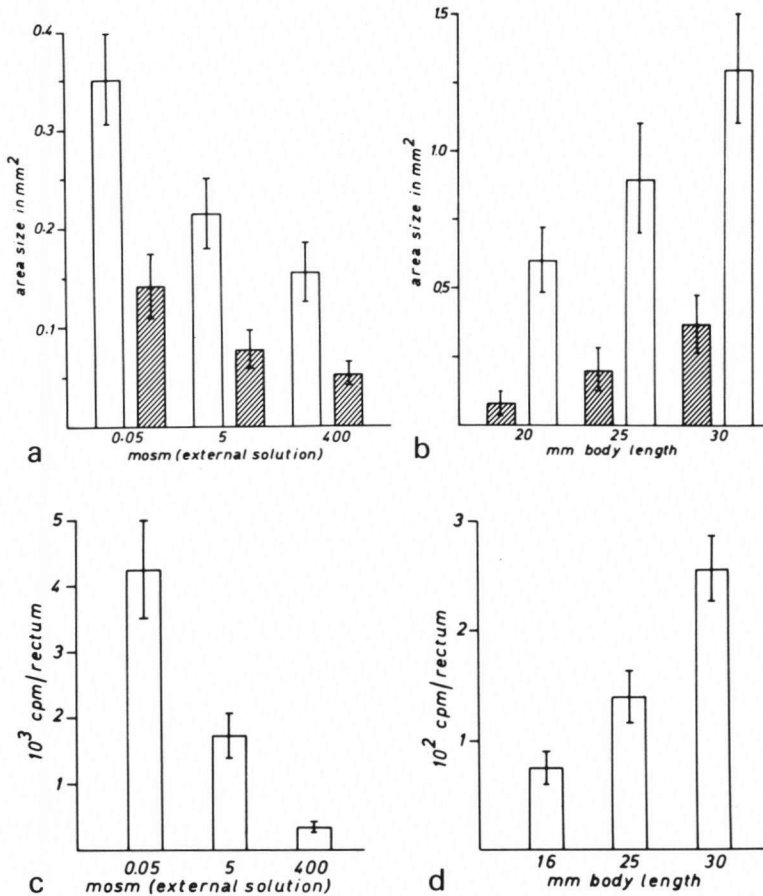 0.4
0.3
0.2
0.1
area size in mm²
0.05 5 400
mosm (external solution)
a
1.5
1.0
0.5
area size in mm²
20 25 30
mm body length
b
5
4
3
2
1
10³ cpm/rectum
0.05 5 400
mosm (external solution)
c
3
2
1
10² cpm/rectum
16 25 30
mm body length
d